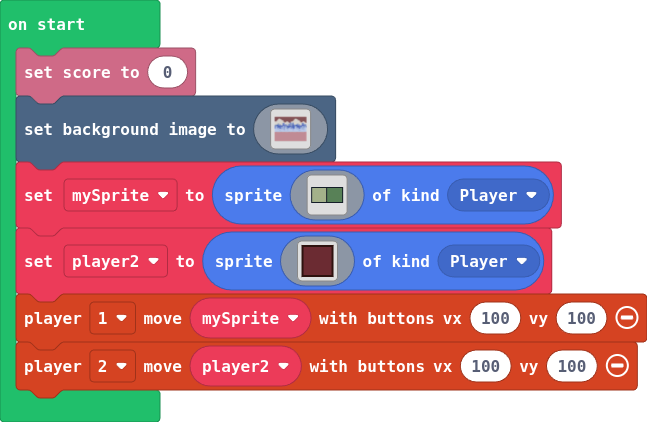 on start
set score to 0
set background image to
set mySprite to sprite of kind Player
set player2 to sprite of kind Player
player 1 move mySprite with buttons vx 100 vy 100
player 2 move player2 with buttons vx 100 vy 100